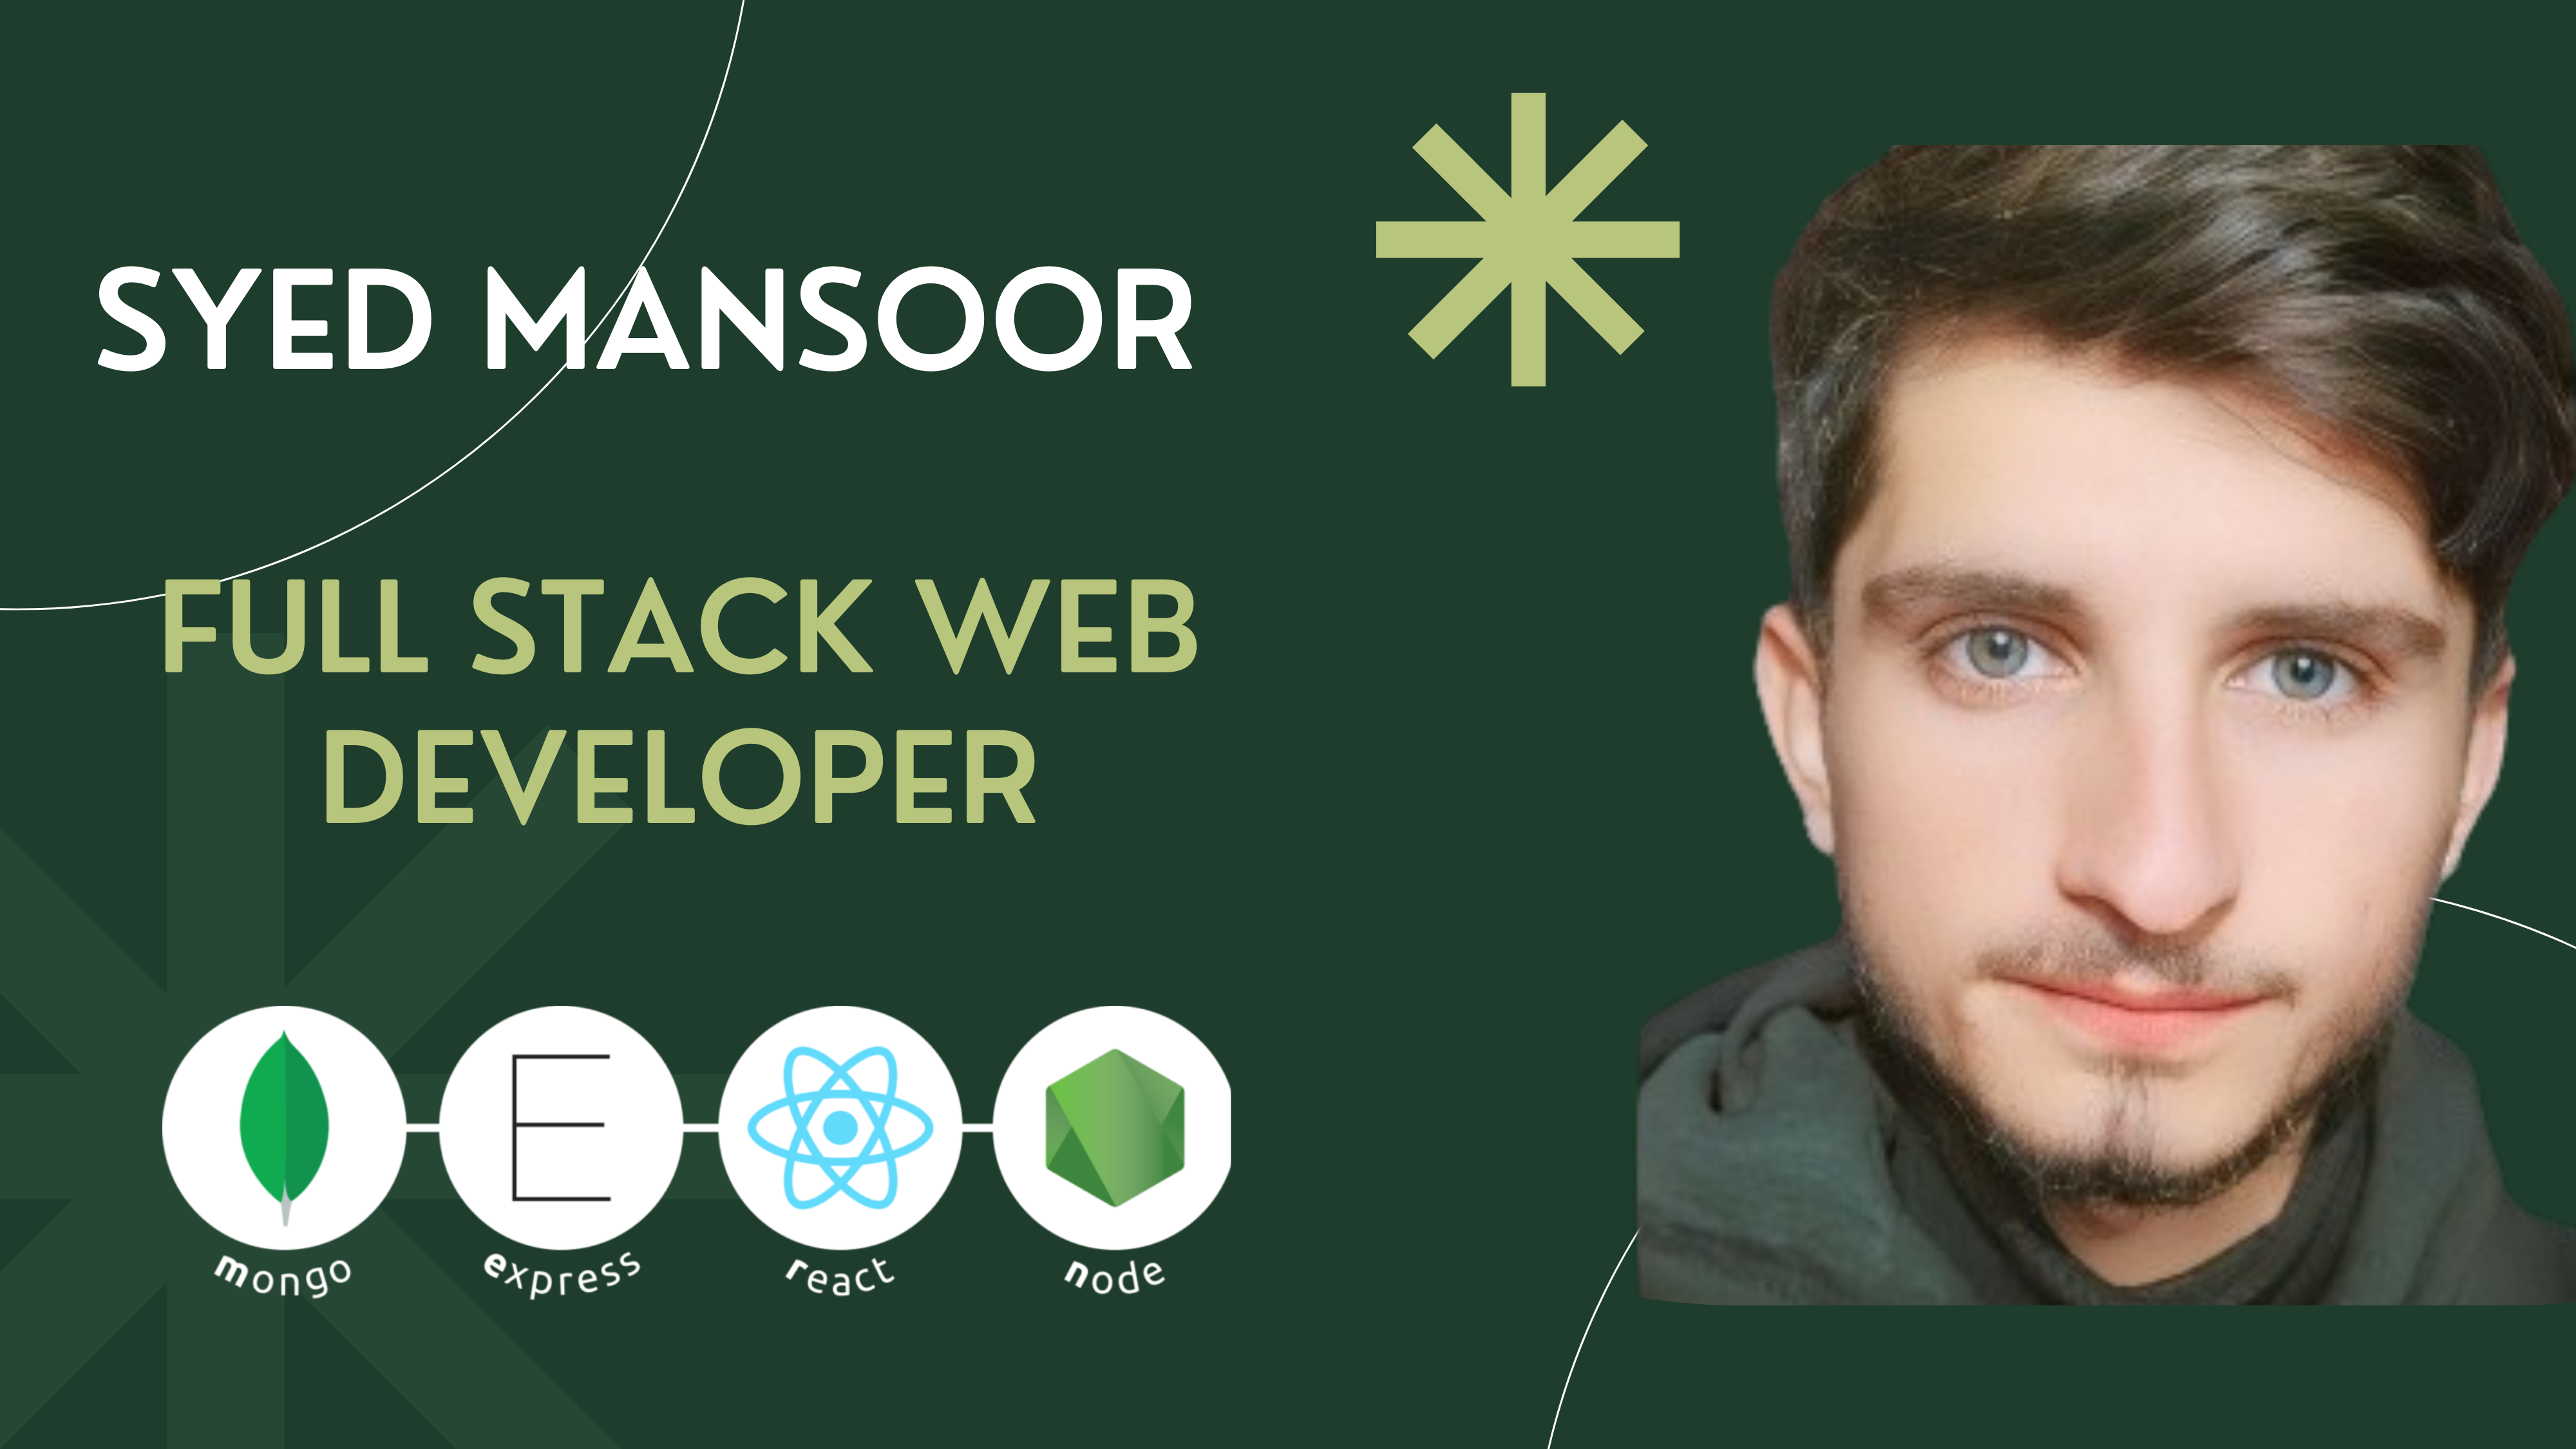 SYED MANSOOR
FULL STACK WEB
DEVELOPER
E
mongo express react node